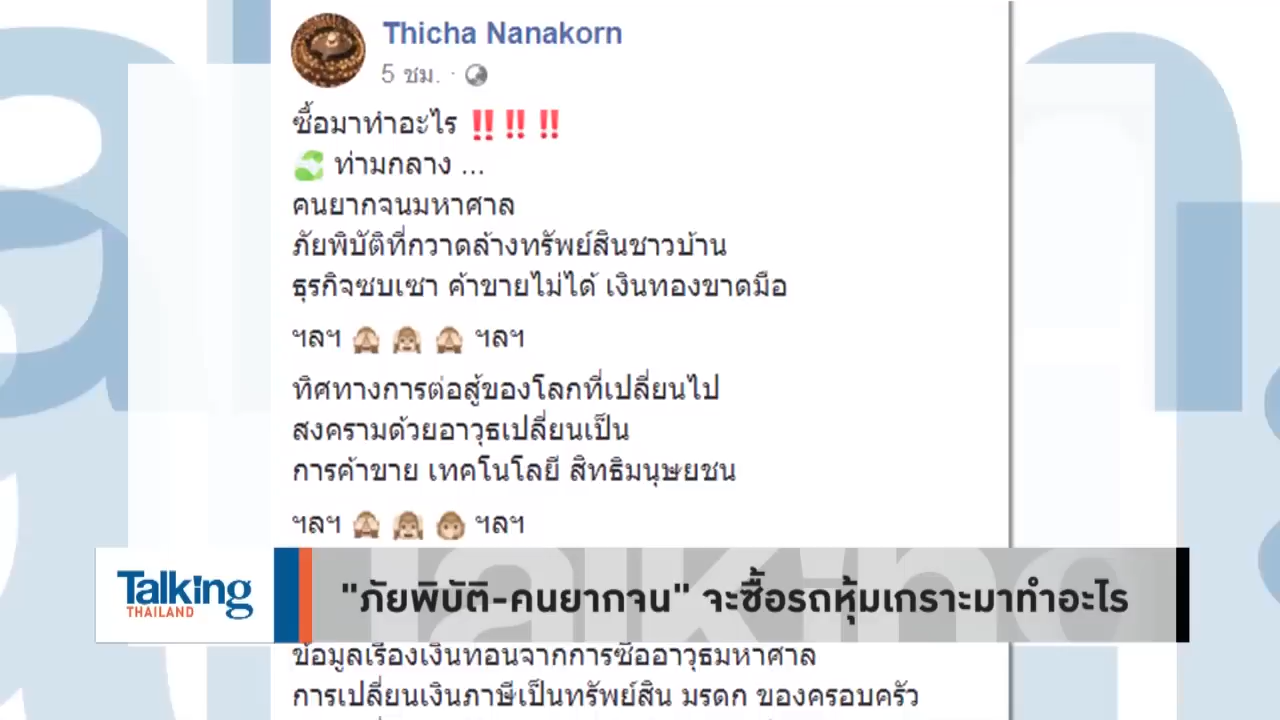 Thicha Nanakorn
5 ชม. ·
ซื้อมาทำอะไร ‼️ ‼️ ‼️
ท่ามกลาง ...
คนยากจนมหาศาล
ภัยพิบัติที่กวาดล้างทรัพย์สินชาวบ้าน
ธุรกิจซบเซา ค้าขายไม่ได้ เงินทองขาดมือ
ฯลฯ 🙈 🙉 🙈 ฯลฯ
ทิศทางการต่อสู้ของโลกที่เปลี่ยนไป
สงครามด้วยอาวุธเปลี่ยนเป็น
การค้าขาย เทคโนโลยี สิทธิมนุษยชน
ฯลฯ 🙈 🙉 🐵 ฯลฯ
Talking
THAILAND
"ภัยพิบัติ-คนยากจน" จะซื้อรถหุ้มเกราะมาทำอะไร
ข้อมูลเรื่องเงินทอนจากการซื้ออาวุธมหาศาล
การเปลี่ยนเงินภาษีเป็นทรัพย์สิน มรดก ของครอบครัว